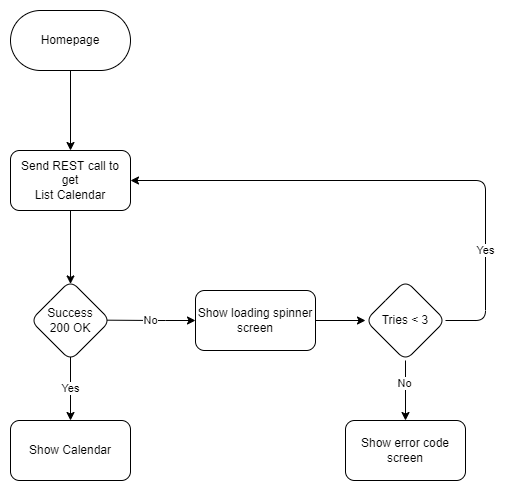 Homepage
Send REST call to
get
List Calendar
Yes
Success
200 OK
No
Show loading spinner
screen
Tries < 3
Yes
No
Show Calendar
Show error code
screen